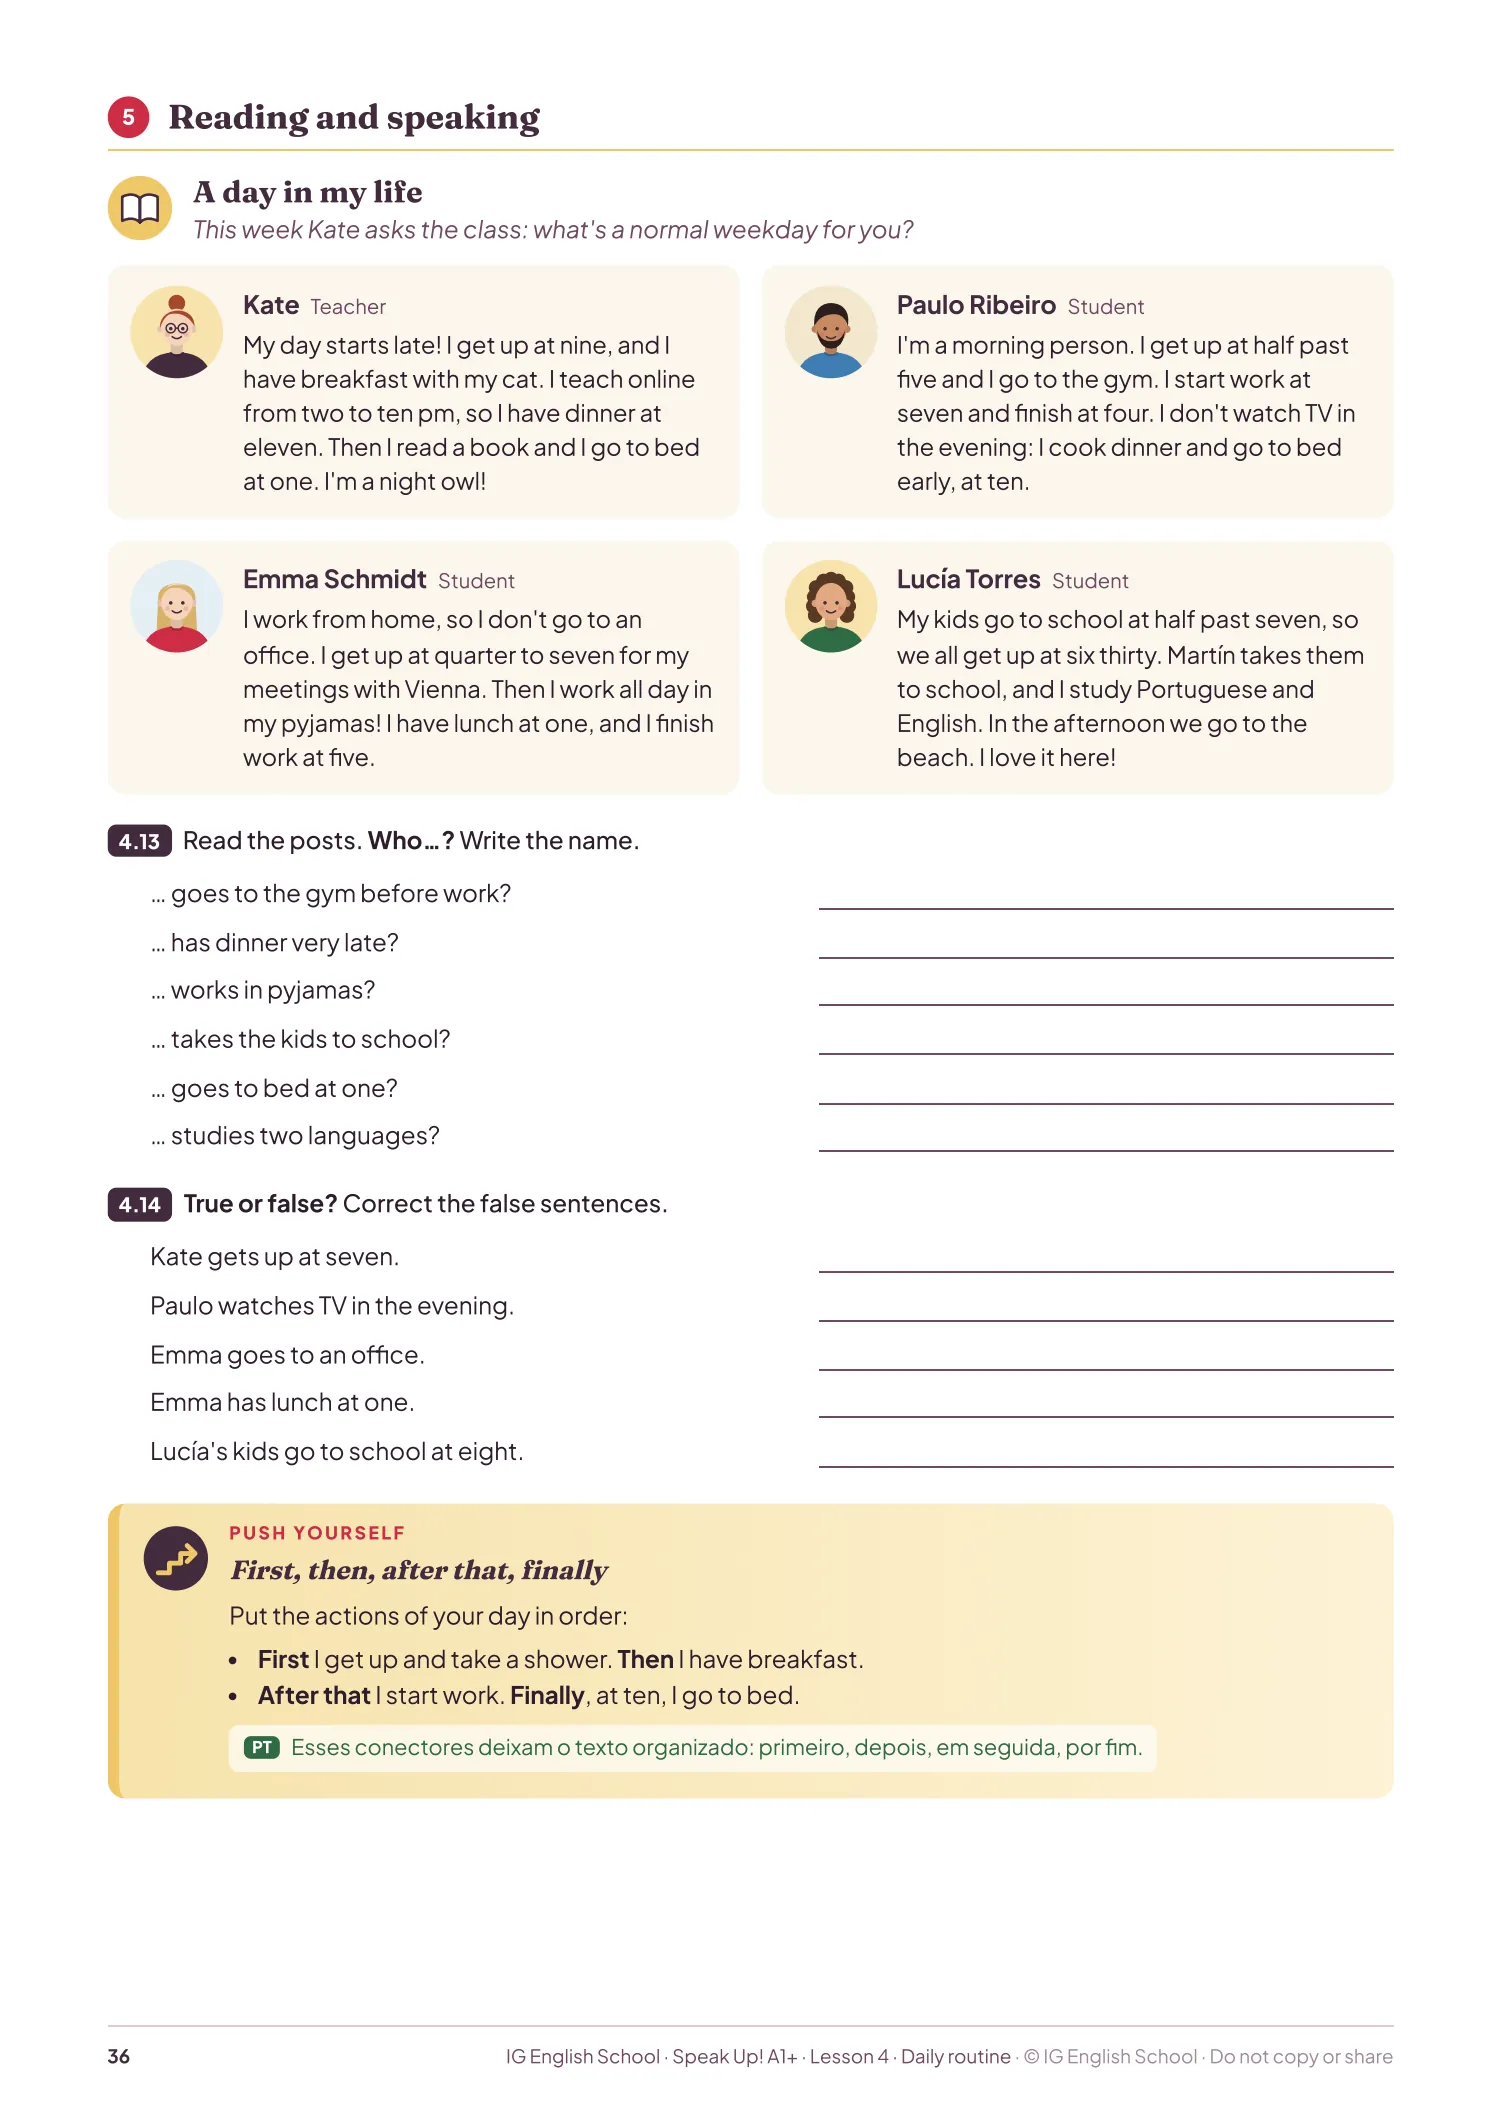 5 Reading and speaking
A day in my life
This week Kate asks the class: what's a normal weekday for you?
Kate Teacher
My day starts late! I get up at nine, and I
have breakfast with my cat. I teach online
from two to ten pm, so I have dinner at
eleven. Then I read a book and I go to bed
at one. I'm a night owl!
Paulo Ribeiro Student
I'm a morning person. I get up at half past
five and I go to the gym. I start work at
seven and finish at four. I don't watch TV in
the evening: I cook dinner and go to bed
early, at ten.
Emma Schmidt Student
I work from home, so I don't go to an
office. I get up at quarter to seven for my
meetings with Vienna. Then I work all day in
my pyjamas! I have lunch at one, and I finish
work at five.
Lucía Torres Student
My kids go to school at half past seven, so
we all get up at six thirty. Martín takes them
to school, and I study Portuguese and
English. In the afternoon we go to the
beach. I love it here!
4.13 Read the posts. Who...? Write the name.
... goes to the gym before work?
... has dinner very late?
... works in pyjamas?
... takes the kids to school?
... goes to bed at one?
... studies two languages?
4.14 True or false? Correct the false sentences.
Kate gets up at seven.
Paulo watches TV in the evening.
Emma goes to an office.
Emma has lunch at one.
Lucía's kids go to school at eight.
PUSH YOURSELF
First, then, after that, finally
Put the actions of your day in order:
• First I get up and take a shower. Then I have breakfast.
• After that I start work. Finally, at ten, I go to bed.
PT Esses conectores deixam o texto organizado: primeiro, depois, em seguida, por fim.
36 IG English School · Speak Up! A1+ · Lesson 4 · Daily routine · © IG English School · Do not copy or share